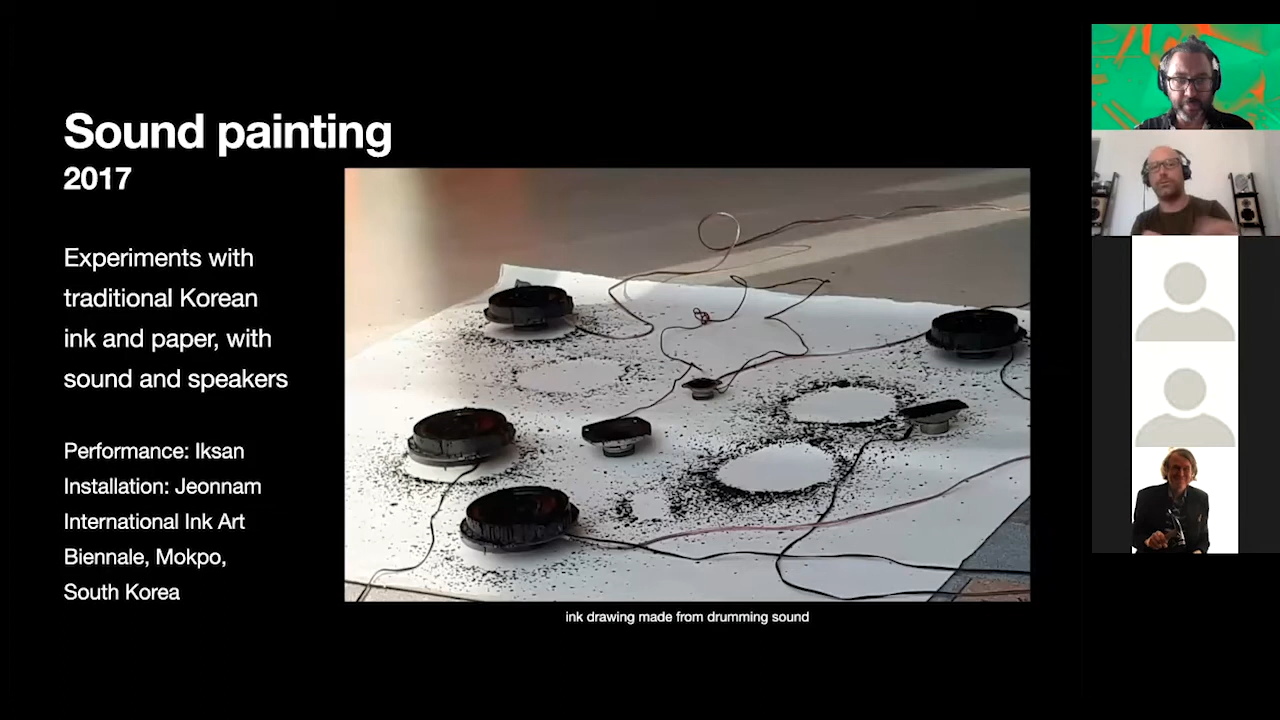 Sound painting
2017
Experiments with
traditional Korean
ink and paper, with
sound and speakers
Performance: Iksan
Installation: Jeonnam
International Ink Art
Biennale, Mokpo,
South Korea
ink drawing made from drumming sound